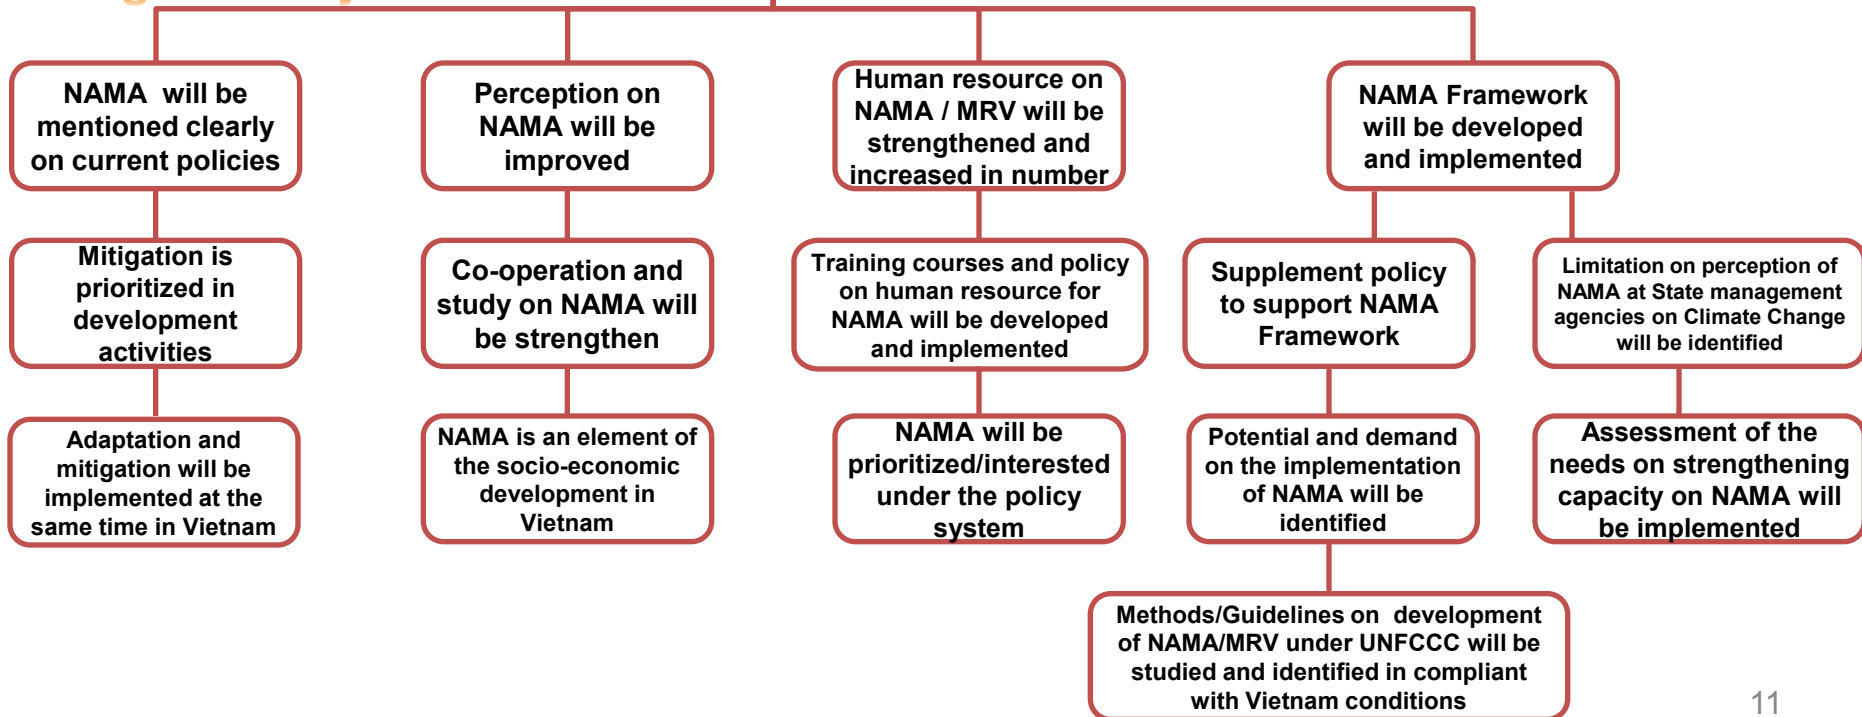 NAMA will be
mentioned clearly
on current policies
Perception on
NAMA will be
improved
Human resource on
NAMA / MRV will be
strengthened and
increased in number
NAMA Framework
will be developed
and implemented
Mitigation is
prioritized in
development
activities
Co-operation and
study on NAMA will
be strengthen
Training courses and policy
on human resource for
NAMA will be developed
and implemented
Supplement policy
to support NAMA
Framework
Limitation on perception of
NAMA at State management
agencies on Climate Change
will be identified
Adaptation and
mitigation will be
implemented at the
same time in Vietnam
NAMA is an element of
the socio-economic
development in
Vietnam
NAMA will be
prioritized/interested
under the policy
system
Potential and demand
on the implementation
of NAMA will be
identified
Assessment of the
needs on strengthening
capacity on NAMA will
be implemented
Methods/Guidelines on development
of NAMA/MRV under UNFCCC will be
studied and identified in compliant
with Vietnam conditions
11